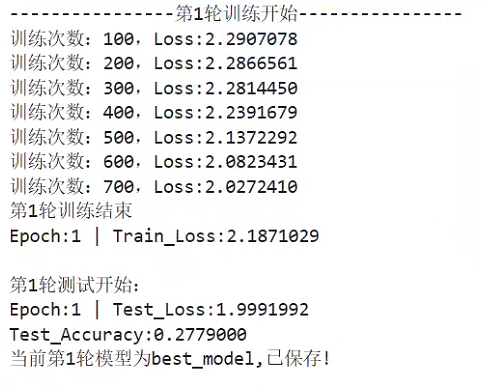 ----------------第1轮训练开始----------------
训练次数：100，Loss:2.2907078
训练次数：200，Loss:2.2866561
训练次数：300，Loss:2.2814450
训练次数：400，Loss:2.2391679
训练次数：500，Loss:2.1372292
训练次数：600，Loss:2.0823431
训练次数：700，Loss:2.0272410
第1轮训练结束
Epoch:1 | Train_Loss:2.1871029
第1轮测试开始：
Epoch:1 | Test_Loss:1.9991992
Test_Accuracy:0.2779000
当前第1轮模型为best_model,已保存!